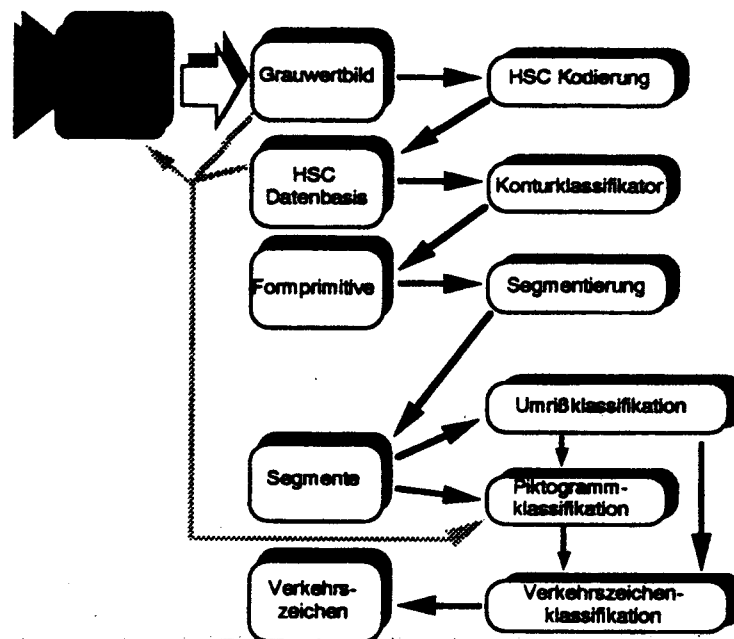 Grauwertbild
HSC Kodierung
HSC
Datenbasis
Konturklassifikator
Formprimitive
Segmentierung
Umrißklassifikation
Segmente
Piktogramm-
klassifikation
Verkehrs-
zeichen
Verkehrszeichen-
klassifikation